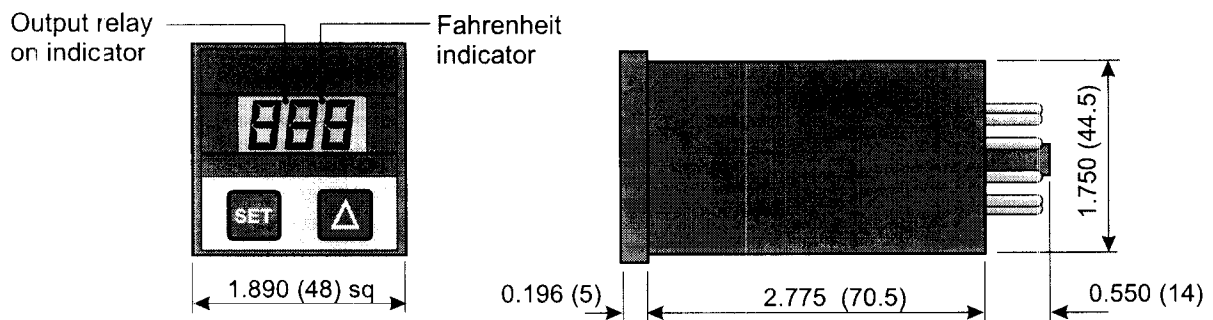 Output relay
on indicator
Fahrenheit
indicator
888
SET
1.890 (48) sq
0.196 (5)
2.775 (70.5)
0.550 (14)
1.750 (44.5)